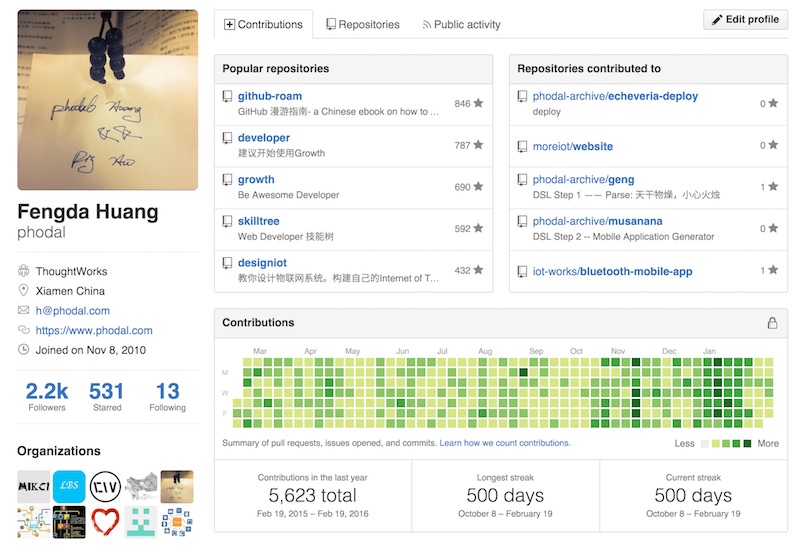 phodal Huang
Fengda Huang
phodal
ThoughtWorks
Xiamen China
h@phodal.com
https://www.phodal.com
Joined on Nov 8, 2010
2.2k 531 13
Followers Starred Following
Organizations
MIKC1 LBS
Contributions Repositories Public activity Edit profile
Popular repositories
github-roam
GitHub 漫游指南- a Chinese ebook on how to … 846
developer
建议开始使用Growth 787
growth
Be Awesome Developer 690
skilltree
Web Developer 技能树 592
designiot
教你设计物联网系统。构建自己的Internet of T… 432
Repositories contributed to
phodal-archive/echeveria-deploy
deploy 0
moreiot/website 0
phodal-archive/geng
DSL Step 1 —— Parse: 天干物燥，小心火烛 1
phodal-archive/musanana
DSL Step 2 -- Mobile Application Generator 0
iot-works/bluetooth-mobile-app 1
Contributions
Mar Apr May Jun Jul Aug Sep Oct Nov Dec Jan
M
W
F
Summary of pull requests, issues opened, and commits. Learn how we count contributions. Less More
Contributions in the last year
5,623 total
Feb 19, 2015 – Feb 19, 2016
Longest streak
500 days
October 8 – February 19
Current streak
500 days
October 8 – February 19